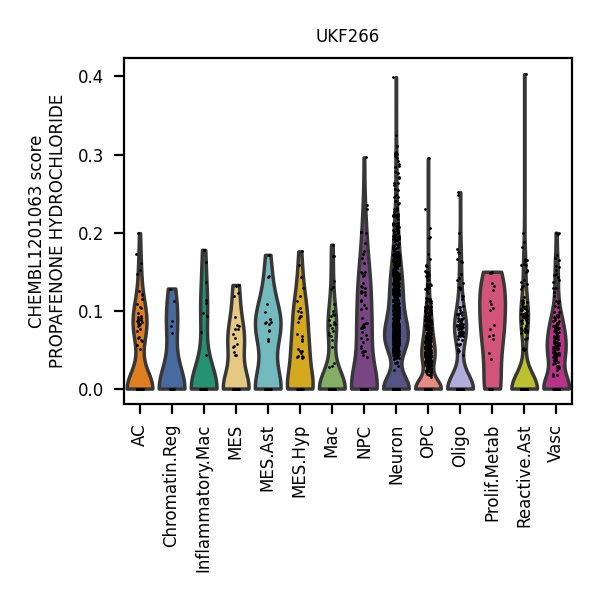 UKF266
CHEMBL1201063 score
PROPAFENONE HYDROCHLORIDE
0.4
0.3
0.2
0.1
0.0
AC
Chromatin.Reg
Inflammatory.Mac
MES
MES.Ast
MES.Hyp
Mac
NPC
Neuron
OPC
Oligo
Prolif.Metab
Reactive.Ast
Vasc